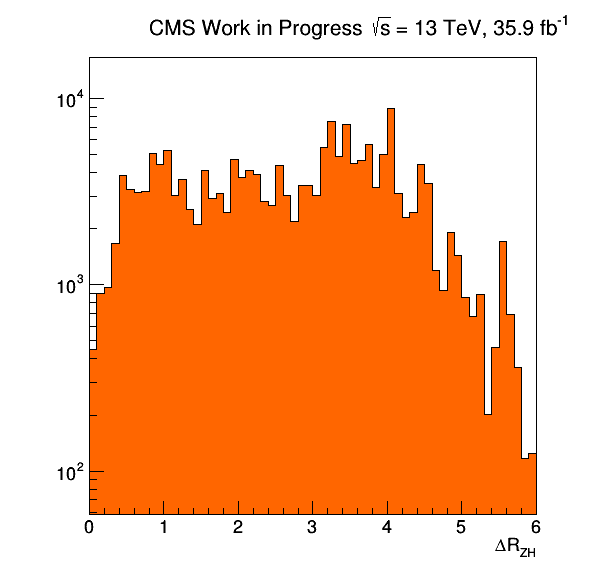 CMS Work in Progress √s = 13 TeV, 35.9 fb⁻¹
10⁴
10³
10²
0 1 2 3 4 5 6
ΔR_ZH